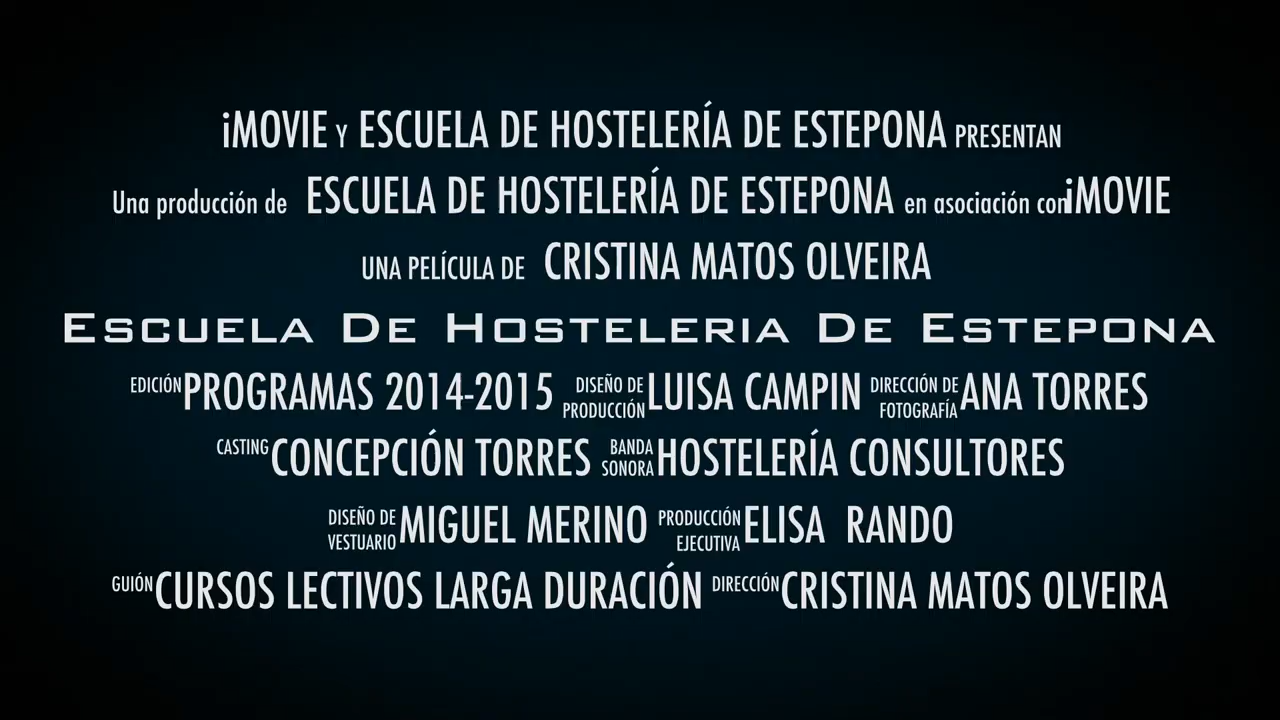 iMOVIE Y ESCUELA DE HOSTELERÍA DE ESTEPONA PRESENTAN
Una producción de ESCUELA DE HOSTELERÍA DE ESTEPONA en asociación con iMOVIE
UNA PELÍCULA DE CRISTINA MATOS OLVEIRA
ESCUELA DE HOSTELERIA DE ESTEPONA
EDICIÓN PROGRAMAS 2014-2015 DISEÑO DE PRODUCCIÓN LUISA CAMPIN DIRECCIÓN DE FOTOGRAFÍA ANA TORRES
CASTING CONCEPCIÓN TORRES BANDA SONORA HOSTELERÍA CONSULTORES
DISEÑO DE VESTUARIO MIGUEL MERINO PRODUCCIÓN EJECUTIVA ELISA RANDO
GUIÓN CURSOS LECTIVOS LARGA DURACIÓN DIRECCIÓN CRISTINA MATOS OLVEIRA